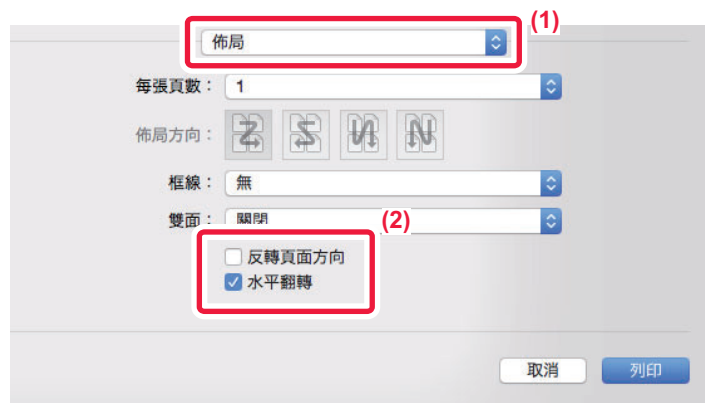 (1)
佈局
每張頁數： 1
佈局方向：
框線： 無
雙面： 關閉
(2)
反轉頁面方向
水平翻轉
取消 列印